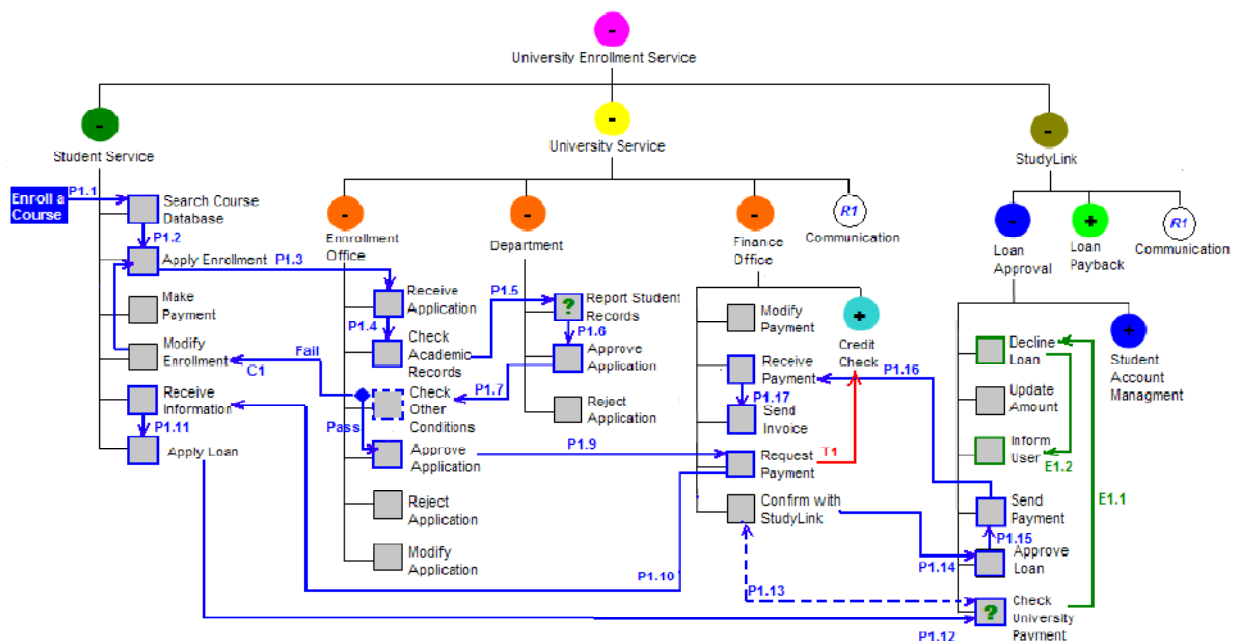 -
University Enrollment Service
-
Student Service
-
University Service
-
StudyLink
Enroll a
Course
P1.1
Search Course
Database
P1.2
Apply Enrollment
P1.3
Make
Payment
Modify
Enrollment
Fail
C1
Receive
Information
P1.11
Apply Loan
-
Enrrollment
Office
Receive
Application
P1.4
Check
Academic
Records
P1.5
Check
Other
Conditions
Pass
Approve
Application
Reject
Application
Modify
Application
-
Department
?
Report Student
Records
P1.6
Approve
Application
P1.7
Reject
Application
P1.9
P1.10
-
Finance
Office
R1
Communication
Modify
Payment
+
Credit
Check
Receive
Payment
P1.16
P1.17
Send
Invoice
Request
Payment
T1
Confirm with
StudyLink
P1.13
P1.14
P1.12
-
Loan
Approval
+
Loan
Payback
R1
Communication
Decline
Loan
+
Student
Account
Managment
Update
Amount
Inform
User
E1.2
E1.1
Send
Payment
P1.15
Approve
Loan
?
Check
University
Payment